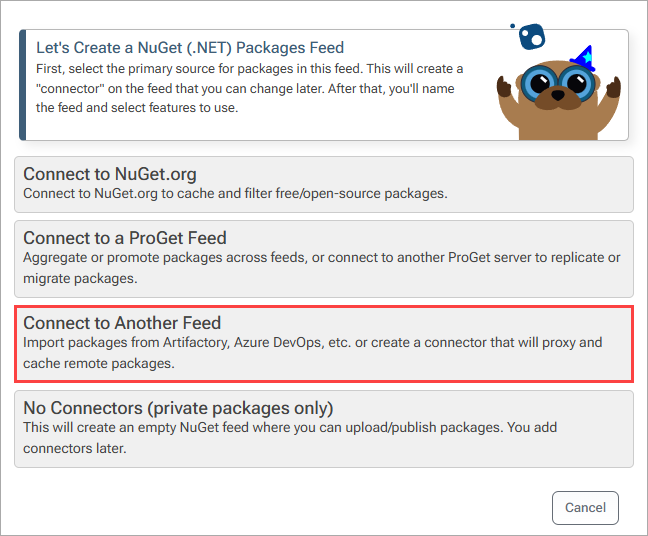 Let's Create a NuGet (.NET) Packages Feed
First, select the primary source for packages in this feed. This will create a
"connector" on the feed that you can change later. After that, you'll name
the feed and select features to use.
Connect to NuGet.org
Connect to NuGet.org to cache and filter free/open-source packages.
Connect to a ProGet Feed
Aggregate or promote packages across feeds, or connect to another ProGet server to replicate or
migrate packages.
Connect to Another Feed
Import packages from Artifactory, Azure DevOps, etc. or create a connector that will proxy and
cache remote packages.
No Connectors (private packages only)
This will create an empty NuGet feed where you can upload/publish packages. You add
connectors later.
Cancel